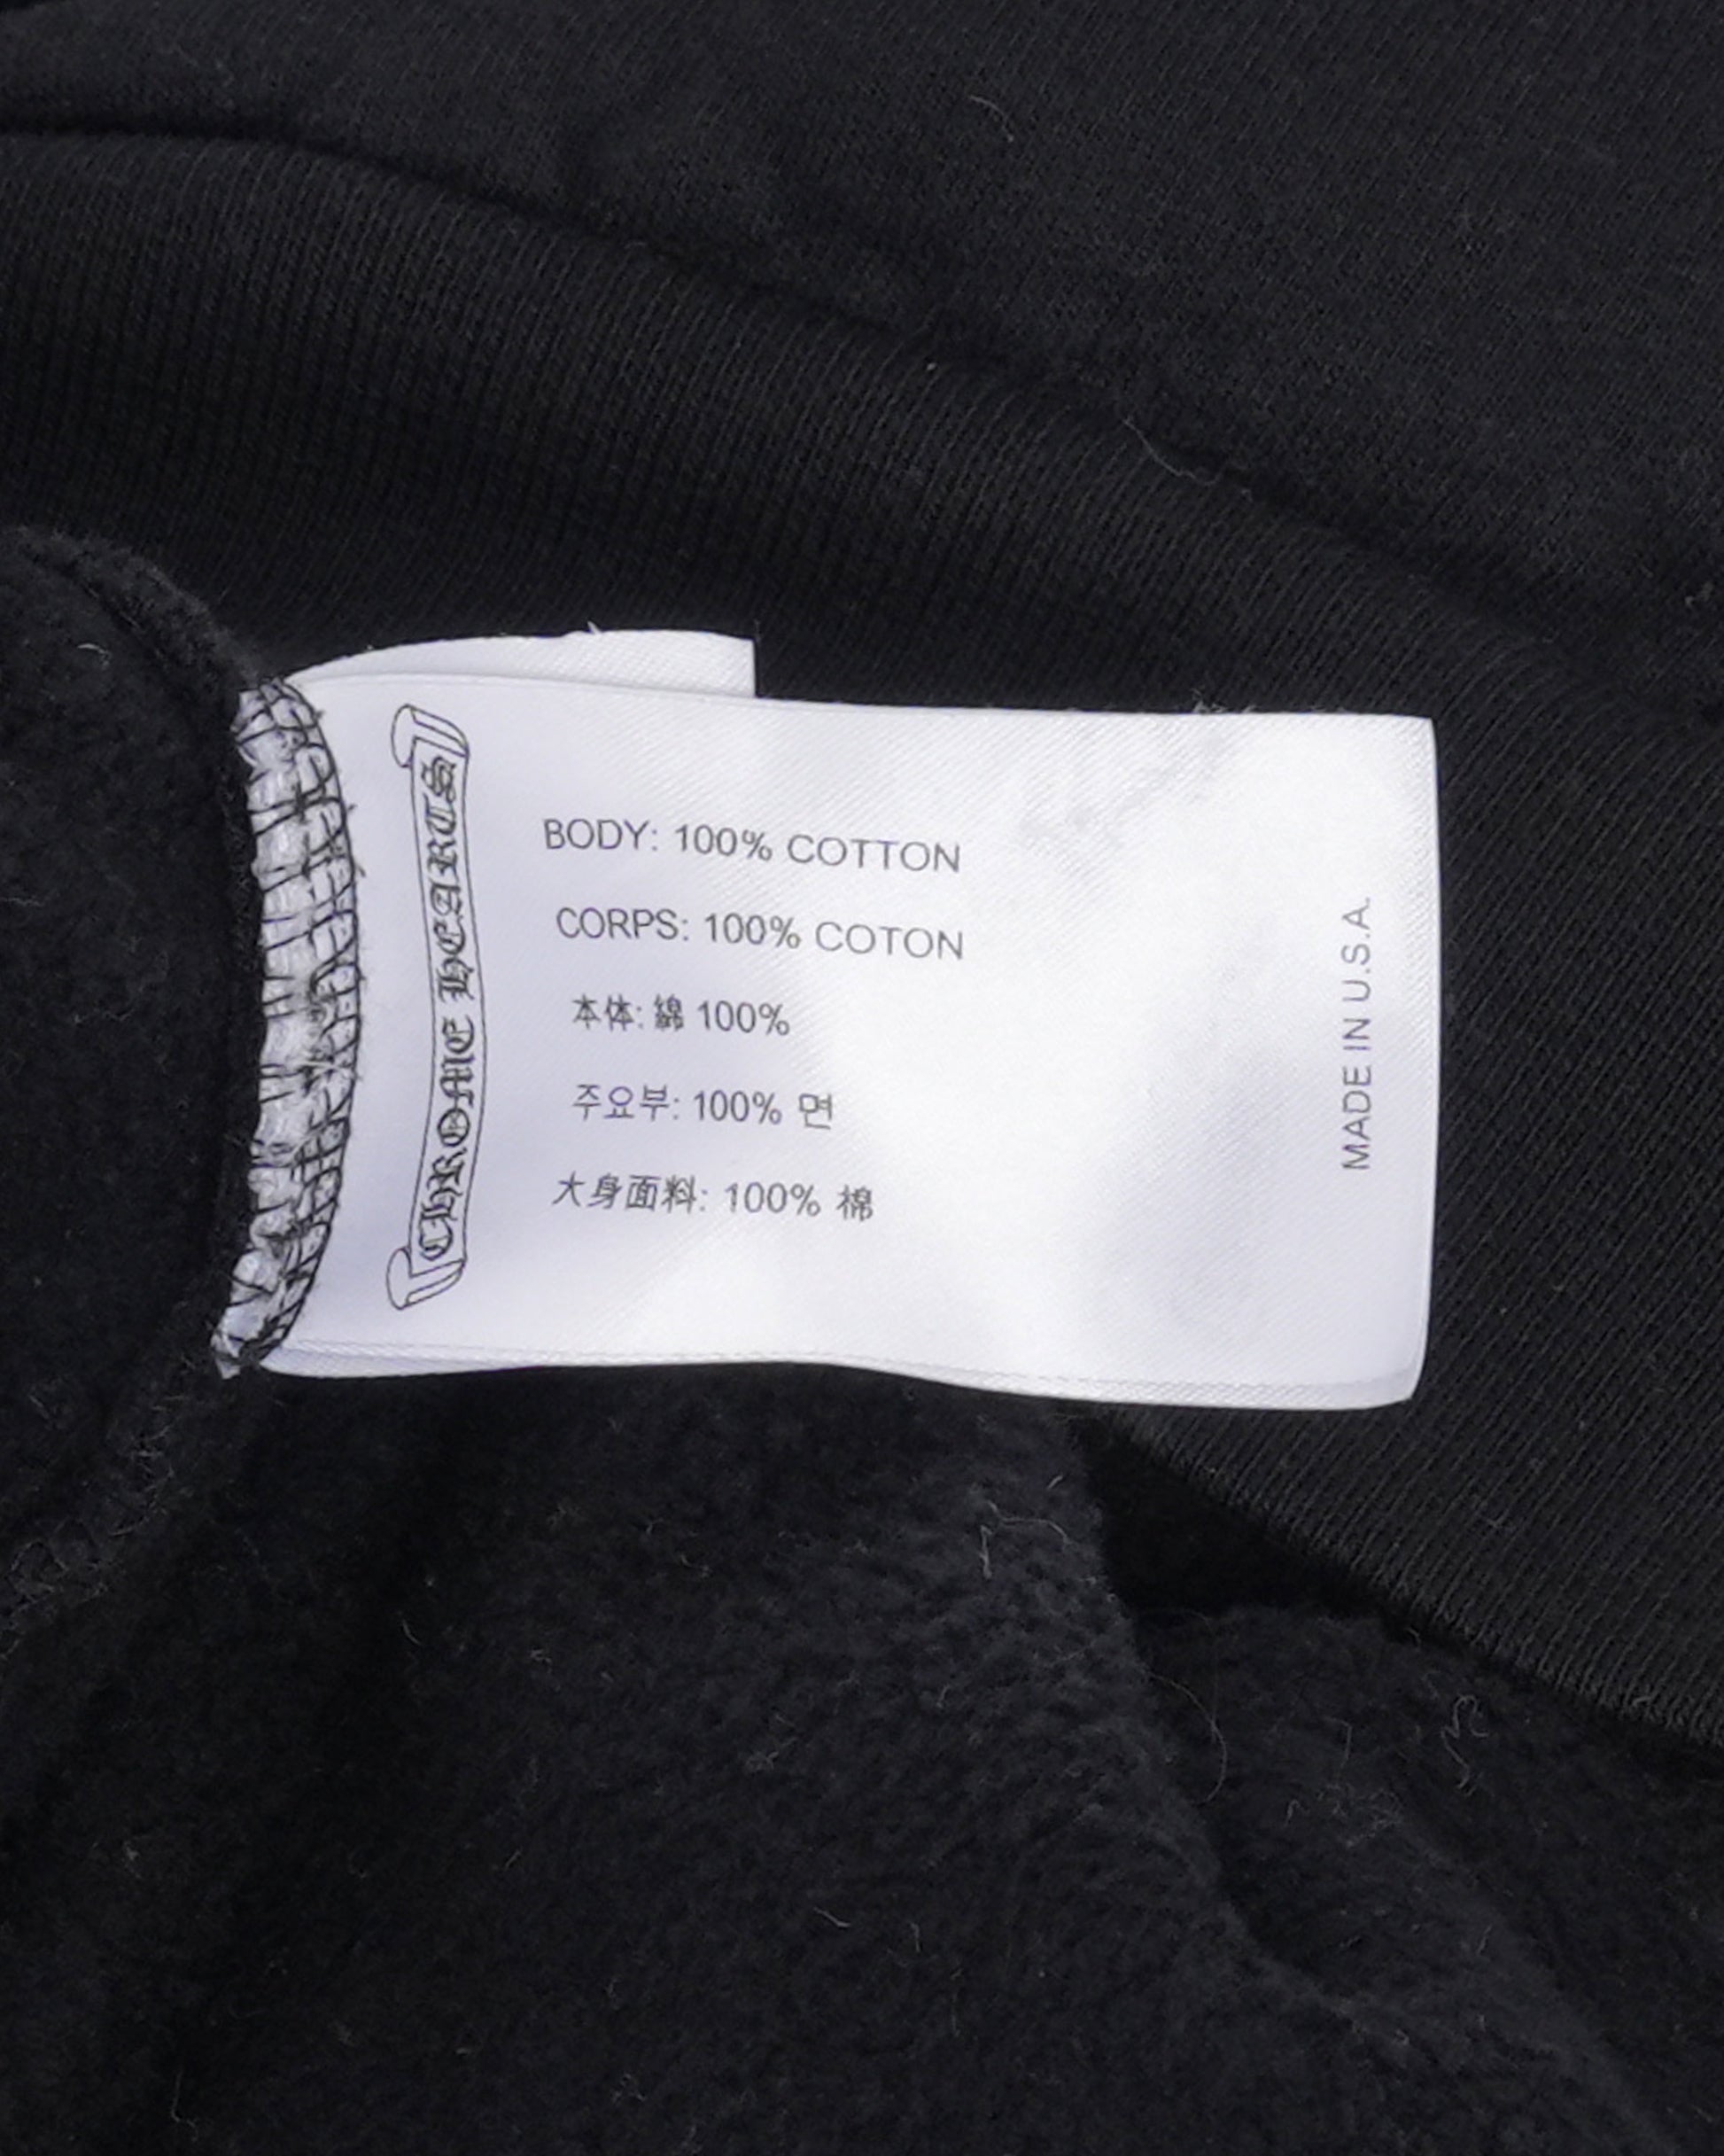 CHROME HEARTS
BODY: 100% COTTON
CORPS: 100% COTON
本体: 綿 100%
주요부: 100% 면
大身面料: 100% 棉
MADE IN U.S.A.